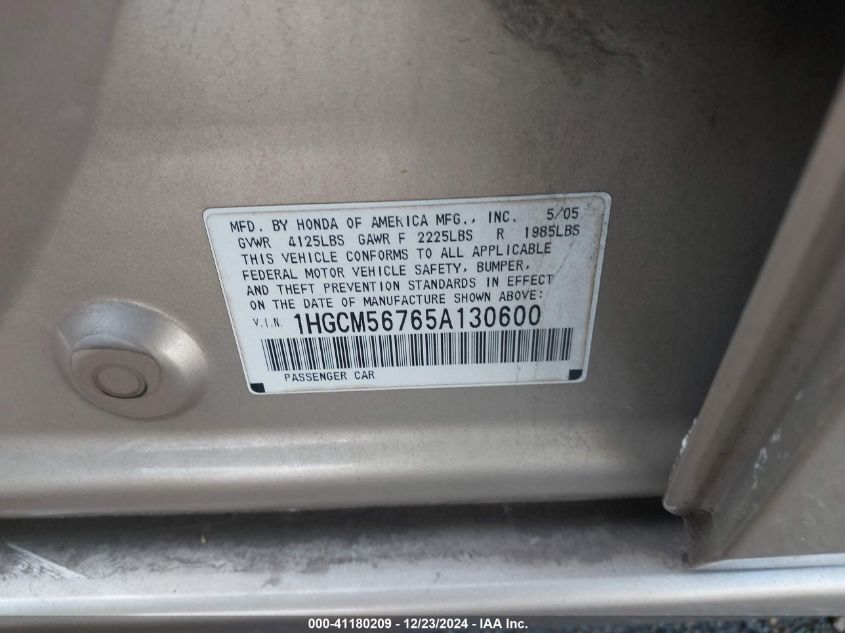 MFD. BY HONDA OF AMERICA MFG., INC. 5/05
GVWR 4125LBS GAWR F 2225LBS R 1985LBS
THIS VEHICLE CONFORMS TO ALL APPLICABLE
FEDERAL MOTOR VEHICLE SAFETY, BUMPER,
AND THEFT PREVENTION STANDARDS IN EFFECT
ON THE DATE OF MANUFACTURE SHOWN ABOVE:
V.I.N. 1HGCM56765A130600
PASSENGER CAR
000-41180209 - 12/23/2024 - IAA Inc.